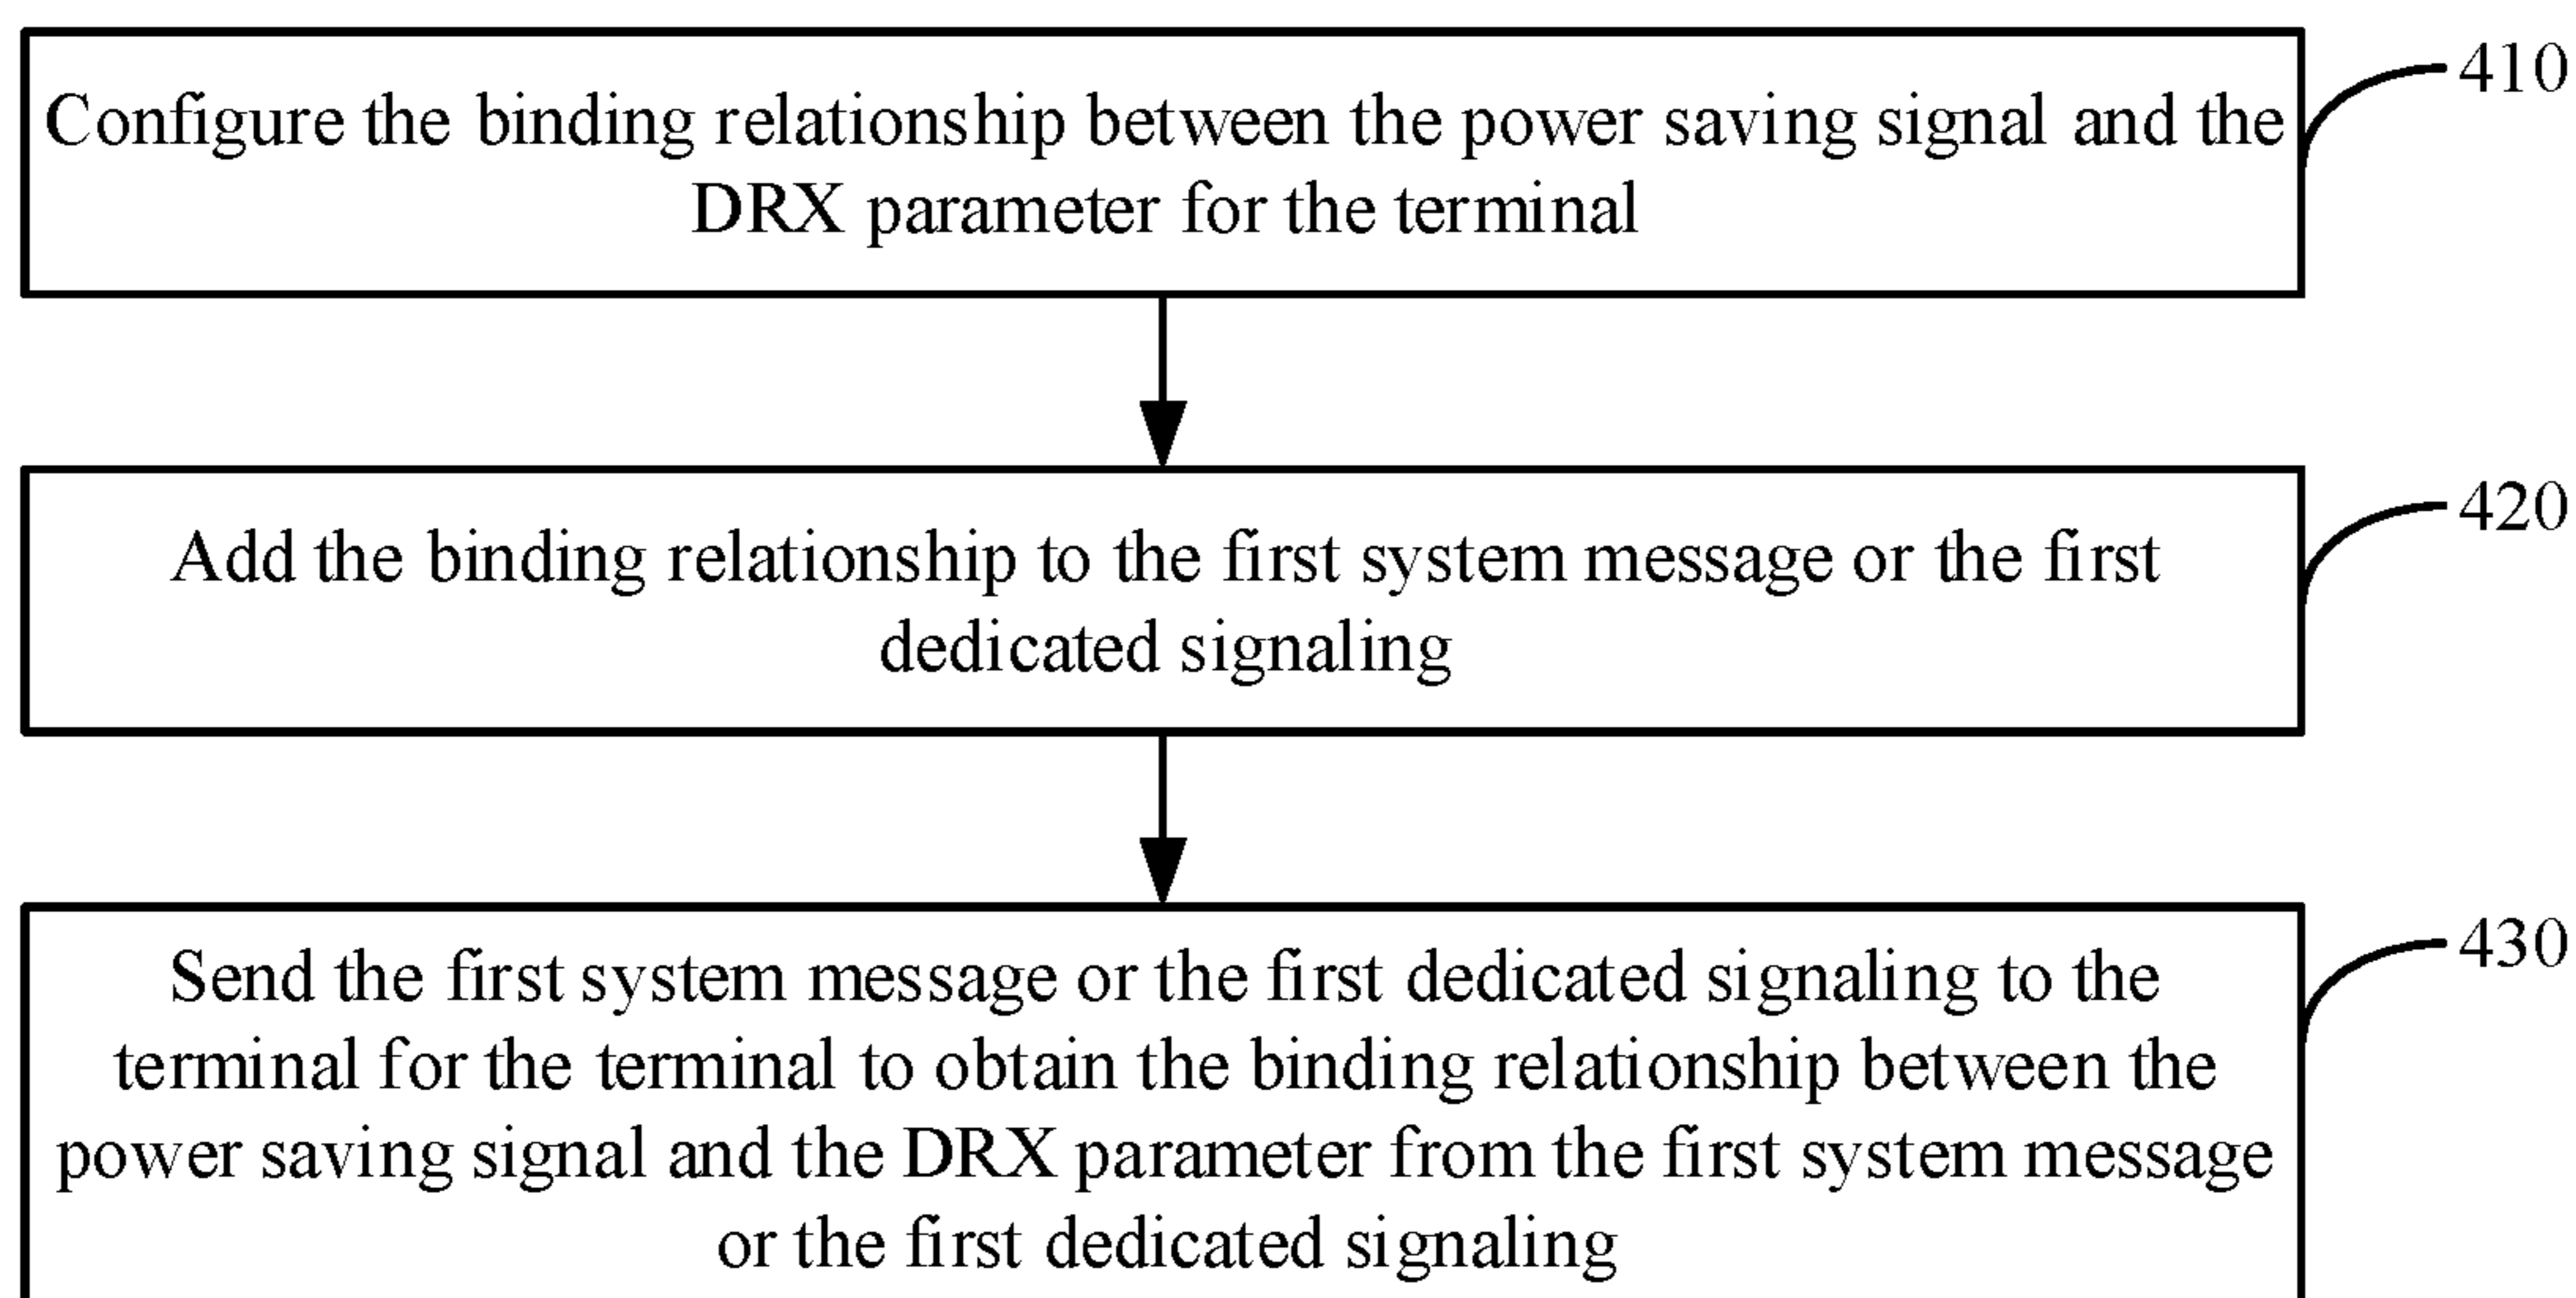 Configure the binding relationship between the power saving signal and the
DRX parameter for the terminal
410
Add the binding relationship to the first system message or the first
dedicated signaling
420
Send the first system message or the first dedicated signaling to the
terminal for the terminal to obtain the binding relationship between the
power saving signal and the DRX parameter from the first system message
or the first dedicated signaling
430